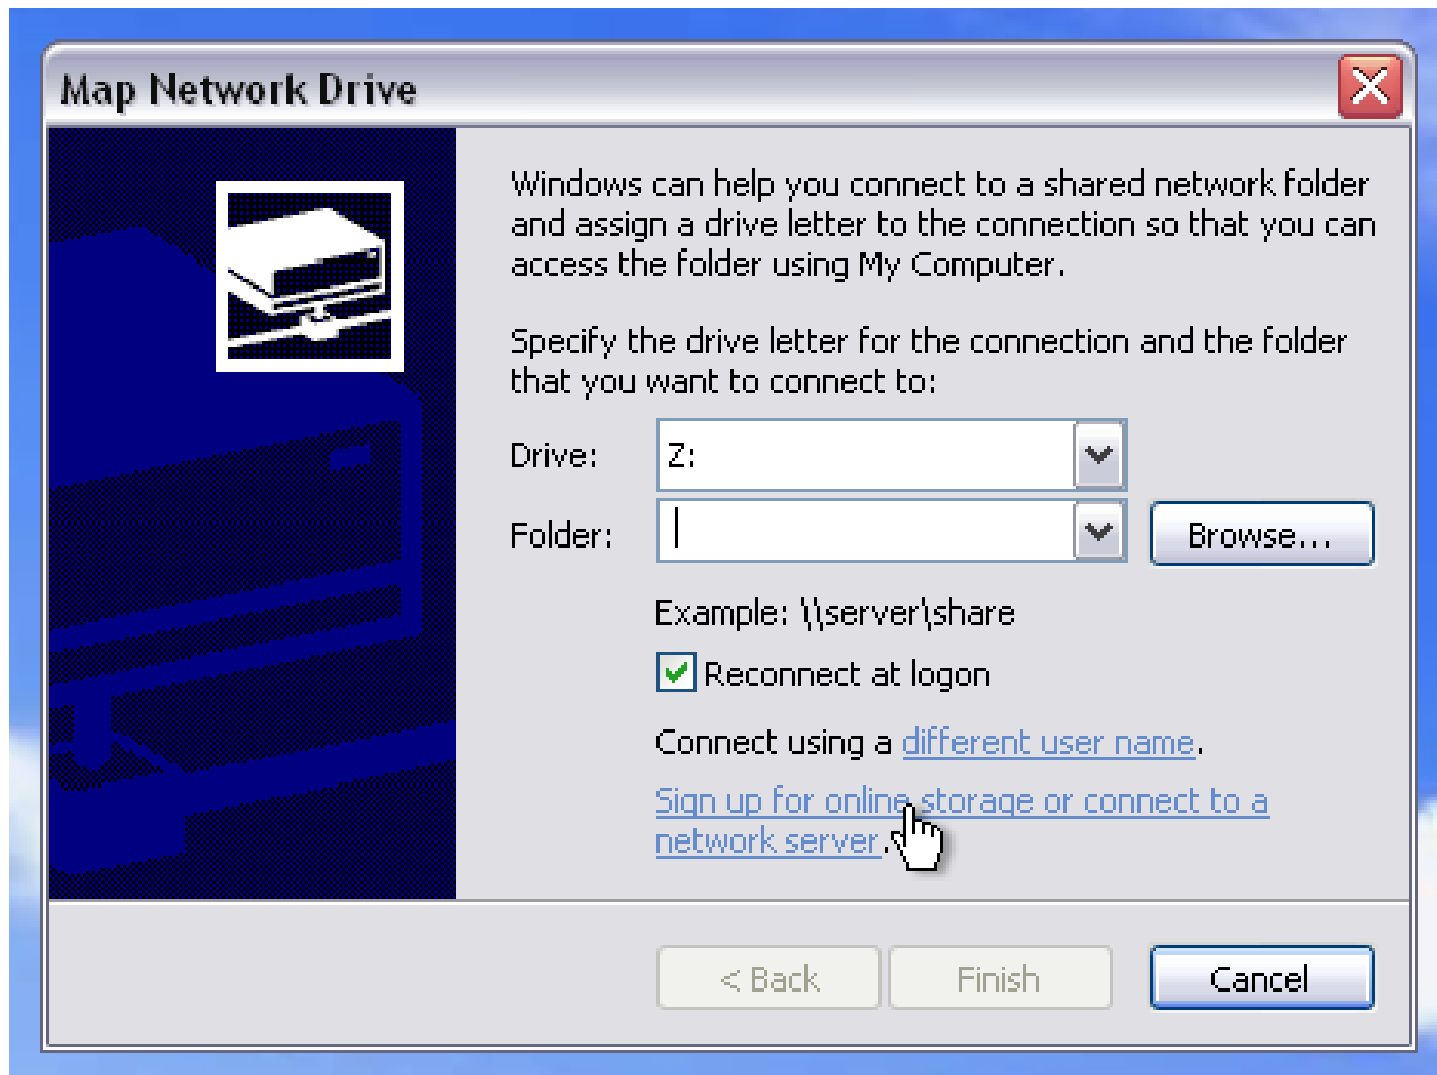 Map Network Drive
Windows can help you connect to a shared network folder
and assign a drive letter to the connection so that you can
access the folder using My Computer.
Specify the drive letter for the connection and the folder
that you want to connect to:
Drive: Z:
Folder: Browse...
Example: \\server\share
Reconnect at logon
Connect using a different user name.
Sign up for online storage or connect to a
network server.
< Back Finish Cancel